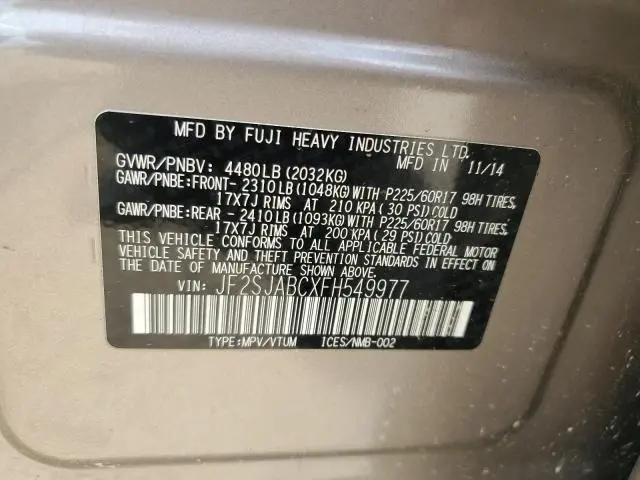 MFD BY FUJI HEAVY INDUSTRIES LTD.
GVWR/PNBV: 4480LB (2032KG) MFD IN 11/14
GAWR/PNBE:FRONT- 2310LB (1048KG) WITH P225/60R17 98H TIRES,
17X7J RIMS AT 210 KPA (30 PSI) COLD
GAWR/PNBE:REAR - 2410LB (1093KG) WITH P225/60R17 98H TIRES,
17X7J RIMS AT 200 KPA (29 PSI) COLD
THIS VEHICLE CONFORMS TO ALL APPLICABLE FEDERAL MOTOR
VEHICLE SAFETY AND THEFT PREVENTION STANDARDS IN EFFECT
ON THE DATE OF MANUFACTURE SHOWN ABOVE.
VIN: JF2SJABCXFH549977
TYPE:MPV/VTUM ICES/NMB-002